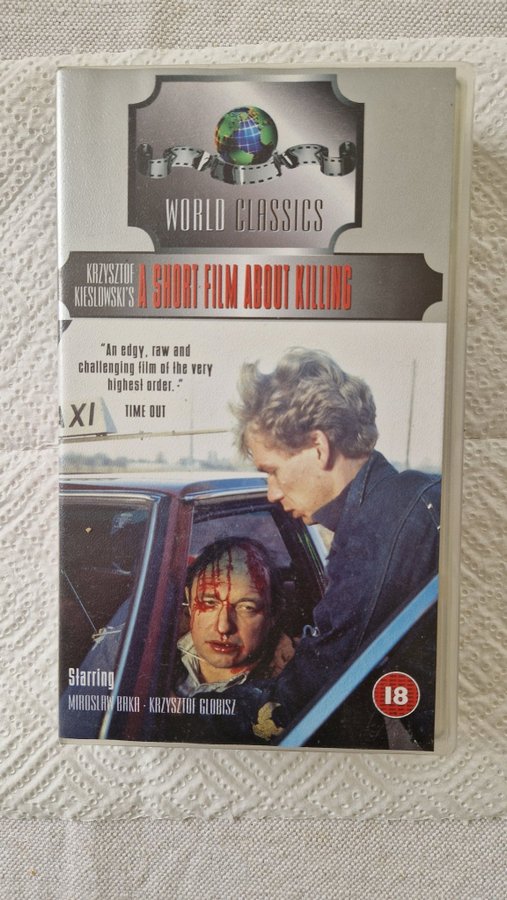 WORLD CLASSICS
KRZYSZTOF
KIESLOWSKI'S
A SHORT FILM ABOUT KILLING
"An edgy, raw and
challenging film of the very
highest order."
TIME OUT
AXI
Starring
MIROSLAW BAKA · KRZYSZTOF GLOBISZ
18